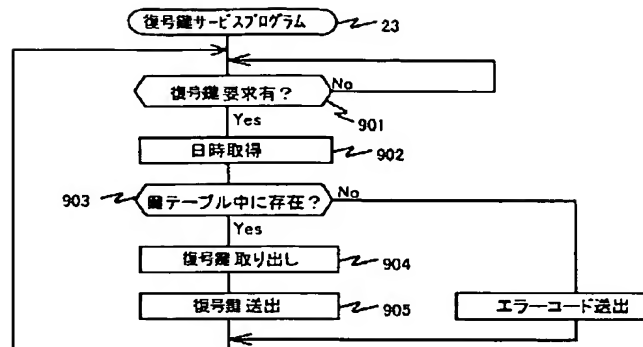 復号鍵サービスプログラム
23
復号鍵要求有？
No
901
Yes
日時取得
902
903
鍵テーブル中に存在？
No
Yes
復号鍵取り出し
904
復号鍵送出
905
エラーコード送出